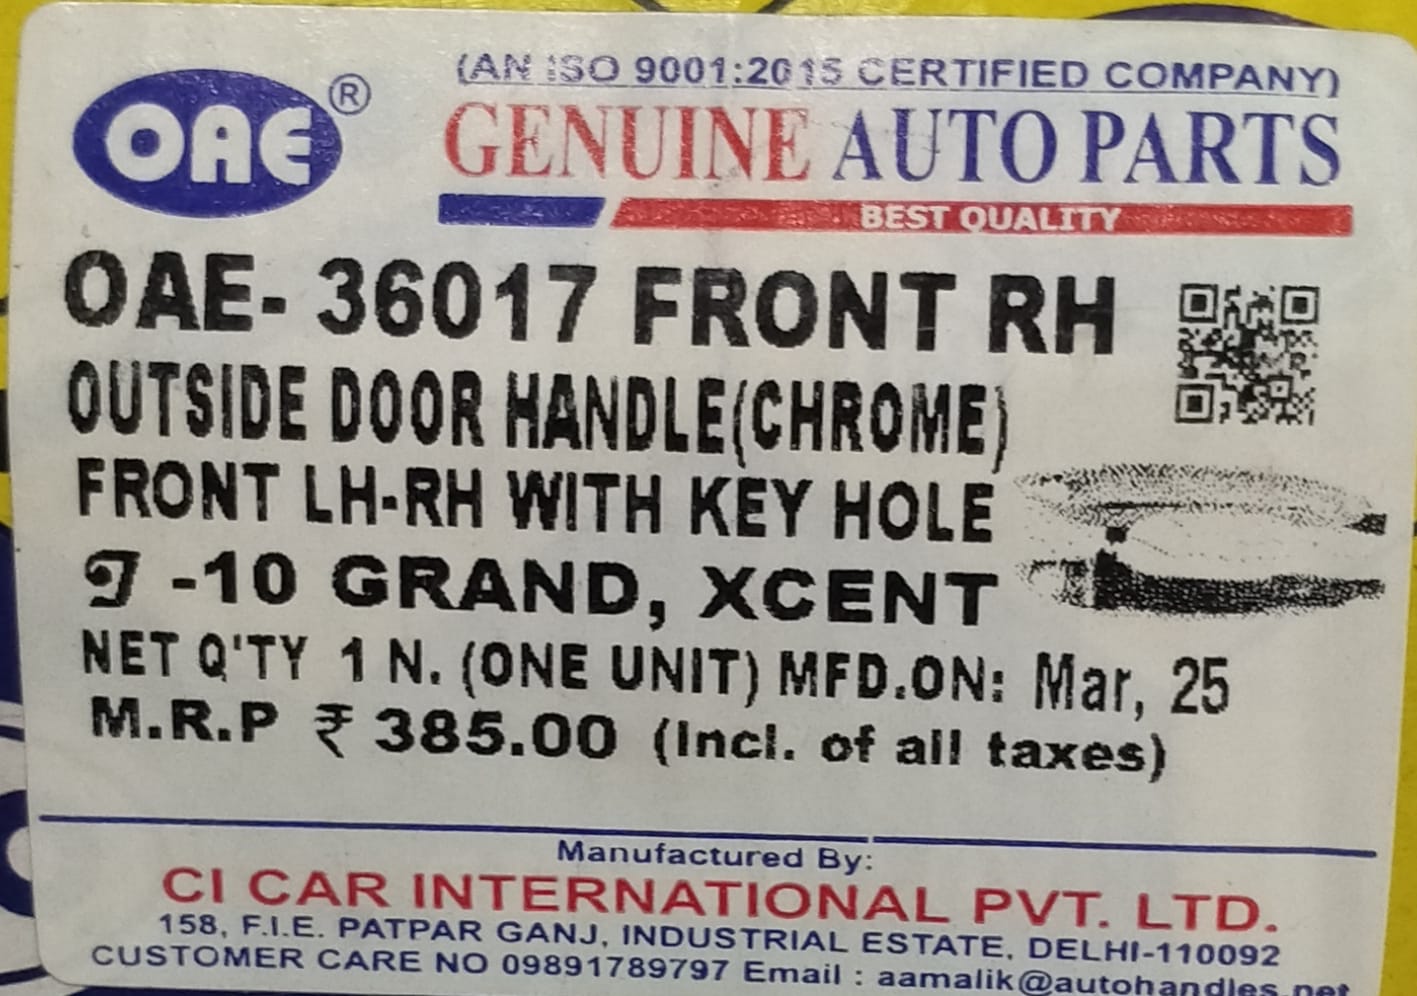 OAE®
(AN ISO 9001:2015 CERTIFIED COMPANY)
GENUINE AUTO PARTS
BEST QUALITY
OAE- 36017 FRONT RH
OUTSIDE DOOR HANDLE(CHROME)
FRONT LH-RH WITH KEY HOLE
-10 GRAND, XCENT
NET Q'TY 1 N. (ONE UNIT) MFD.ON: Mar, 25
M.R.P ₹ 385.00 (Incl. of all taxes)
Manufactured By:
CI CAR INTERNATIONAL PVT. LTD.
158, F.I.E. PATPAR GANJ, INDUSTRIAL ESTATE, DELHI-110092
CUSTOMER CARE NO 09891789797 Email : aamalik@autohandles.net